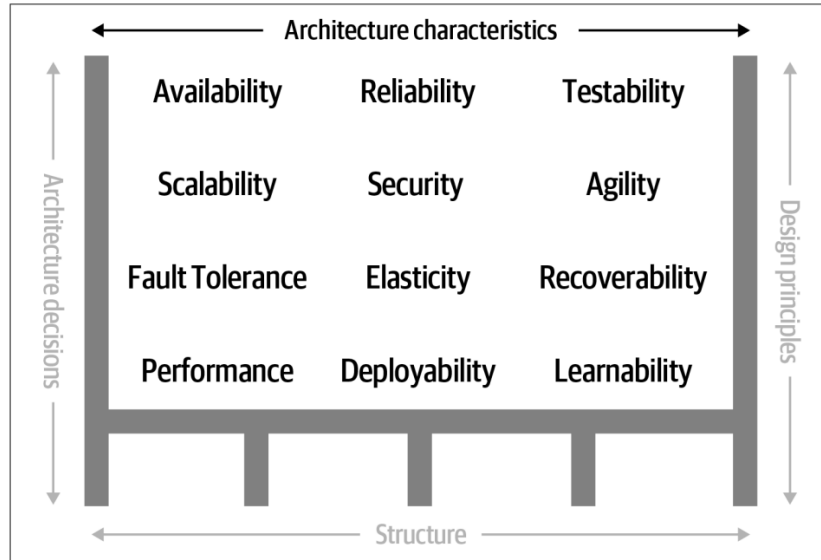 Architecture characteristics
Availability Reliability Testability
Scalability Security Agility
Fault Tolerance Elasticity Recoverability
Performance Deployability Learnability
Architecture decisions
Design principles
Structure